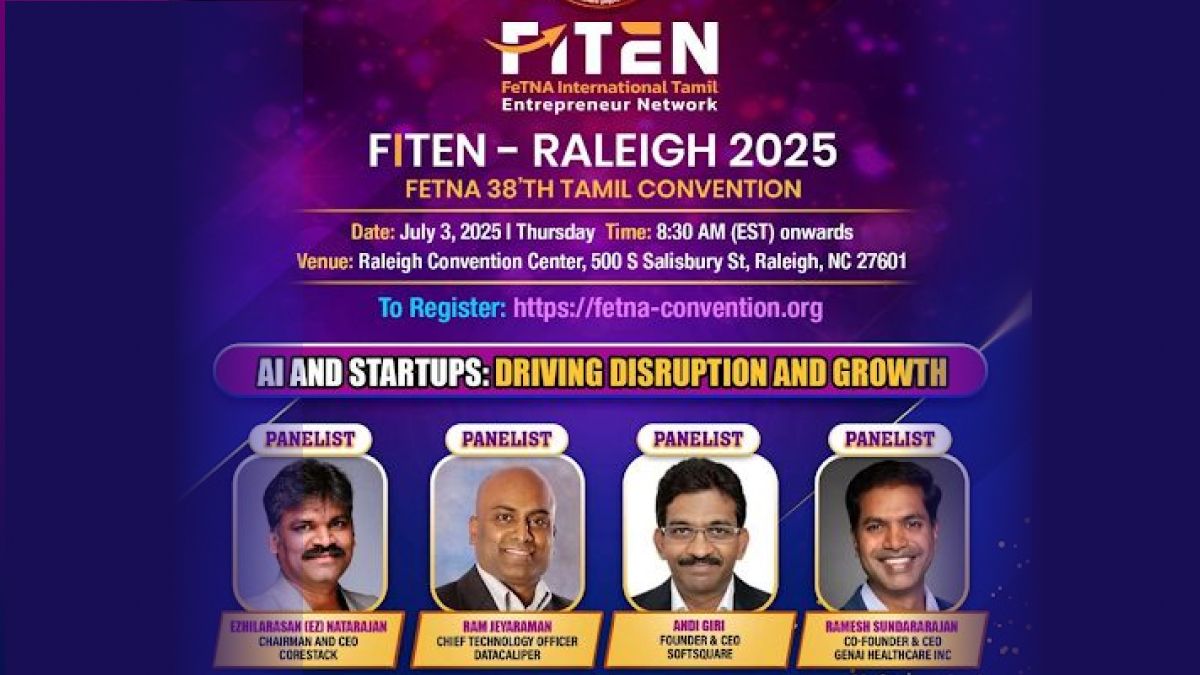 FITEN
FeTNA International Tamil
Entrepreneur Network
FITEN - RALEIGH 2025
FETNA 38'TH TAMIL CONVENTION
Date: July 3, 2025 | Thursday Time: 8:30 AM (EST) onwards
Venue: Raleigh Convention Center, 500 S Salisbury St, Raleigh, NC 27601
To Register: https://fetna-convention.org
AI AND STARTUPS: DRIVING DISRUPTION AND GROWTH
PANELIST PANELIST PANELIST PANELIST
EZHILARASAN (EZ) NATARAJAN
CHAIRMAN AND CEO
CORESTACK
RAM JEYARAMAN
CHIEF TECHNOLOGY OFFICER
DATACALIPER
ANDI GIRI
FOUNDER & CEO
SOFTSQUARE
RAMESH SUNDARARAJAN
CO-FOUNDER & CEO
GENAI HEALTHCARE INC